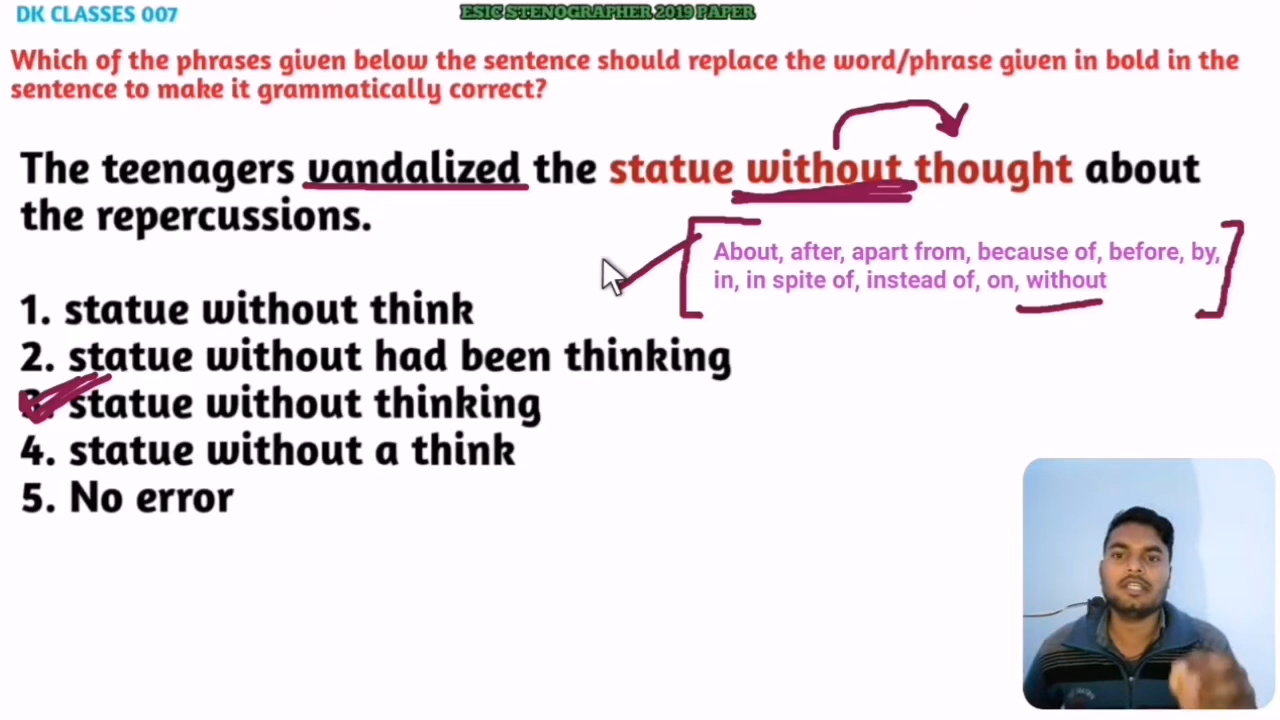 DK CLASSES 007
ESIC STENOGRAPHER 2019 PAPER
Which of the phrases given below the sentence should replace the word/phrase given in bold in the
sentence to make it grammatically correct?
The teenagers vandalized the statue without thought about
the repercussions.
About, after, apart from, because of, before, by,
in, in spite of, instead of, on, without
1. statue without think
2. statue without had been thinking
3. statue without thinking
4. statue without a think
5. No error